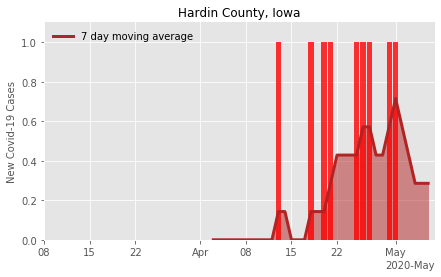 Hardin County, Iowa
7 day moving average
New Covid-19 Cases
1.0
0.8
0.6
0.4
0.2
0.0
08 15 22 Apr 08 15 22 May
2020-May